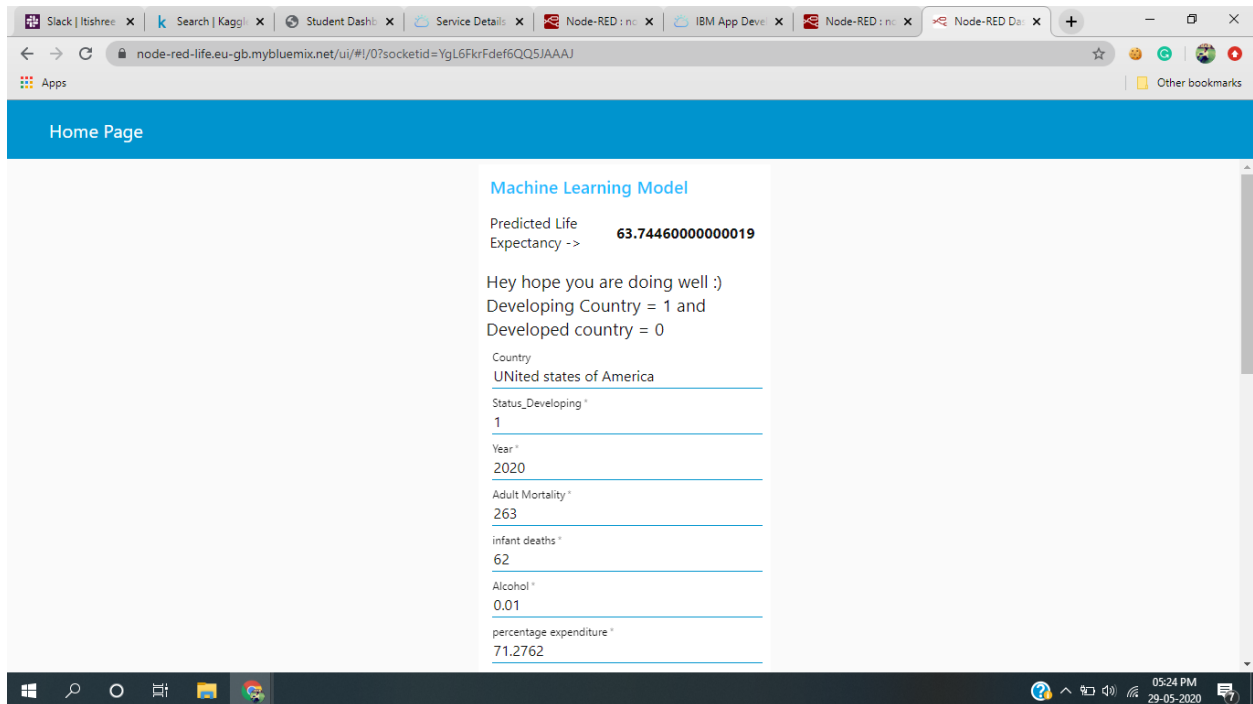 Slack | Itishree
Search | Kaggl
Student Dashb
Service Details
Node-RED : no
IBM App Devel
Node-RED : no
Node-RED Das
node-red-life.eu-gb.mybluemix.net/ui/#!/0?socketid=YgL6FkrFdef6QQ5JAAAJ
Apps
Other bookmarks
Home Page
Machine Learning Model
Predicted Life
Expectancy -> 63.74460000000019
Hey hope you are doing well :)
Developing Country = 1 and
Developed country = 0
Country
UNited states of America
Status_Developing *
1
Year *
2020
Adult Mortality *
263
infant deaths *
62
Alcohol *
0.01
percentage expenditure *
71.2762
05:24 PM
29-05-2020
7